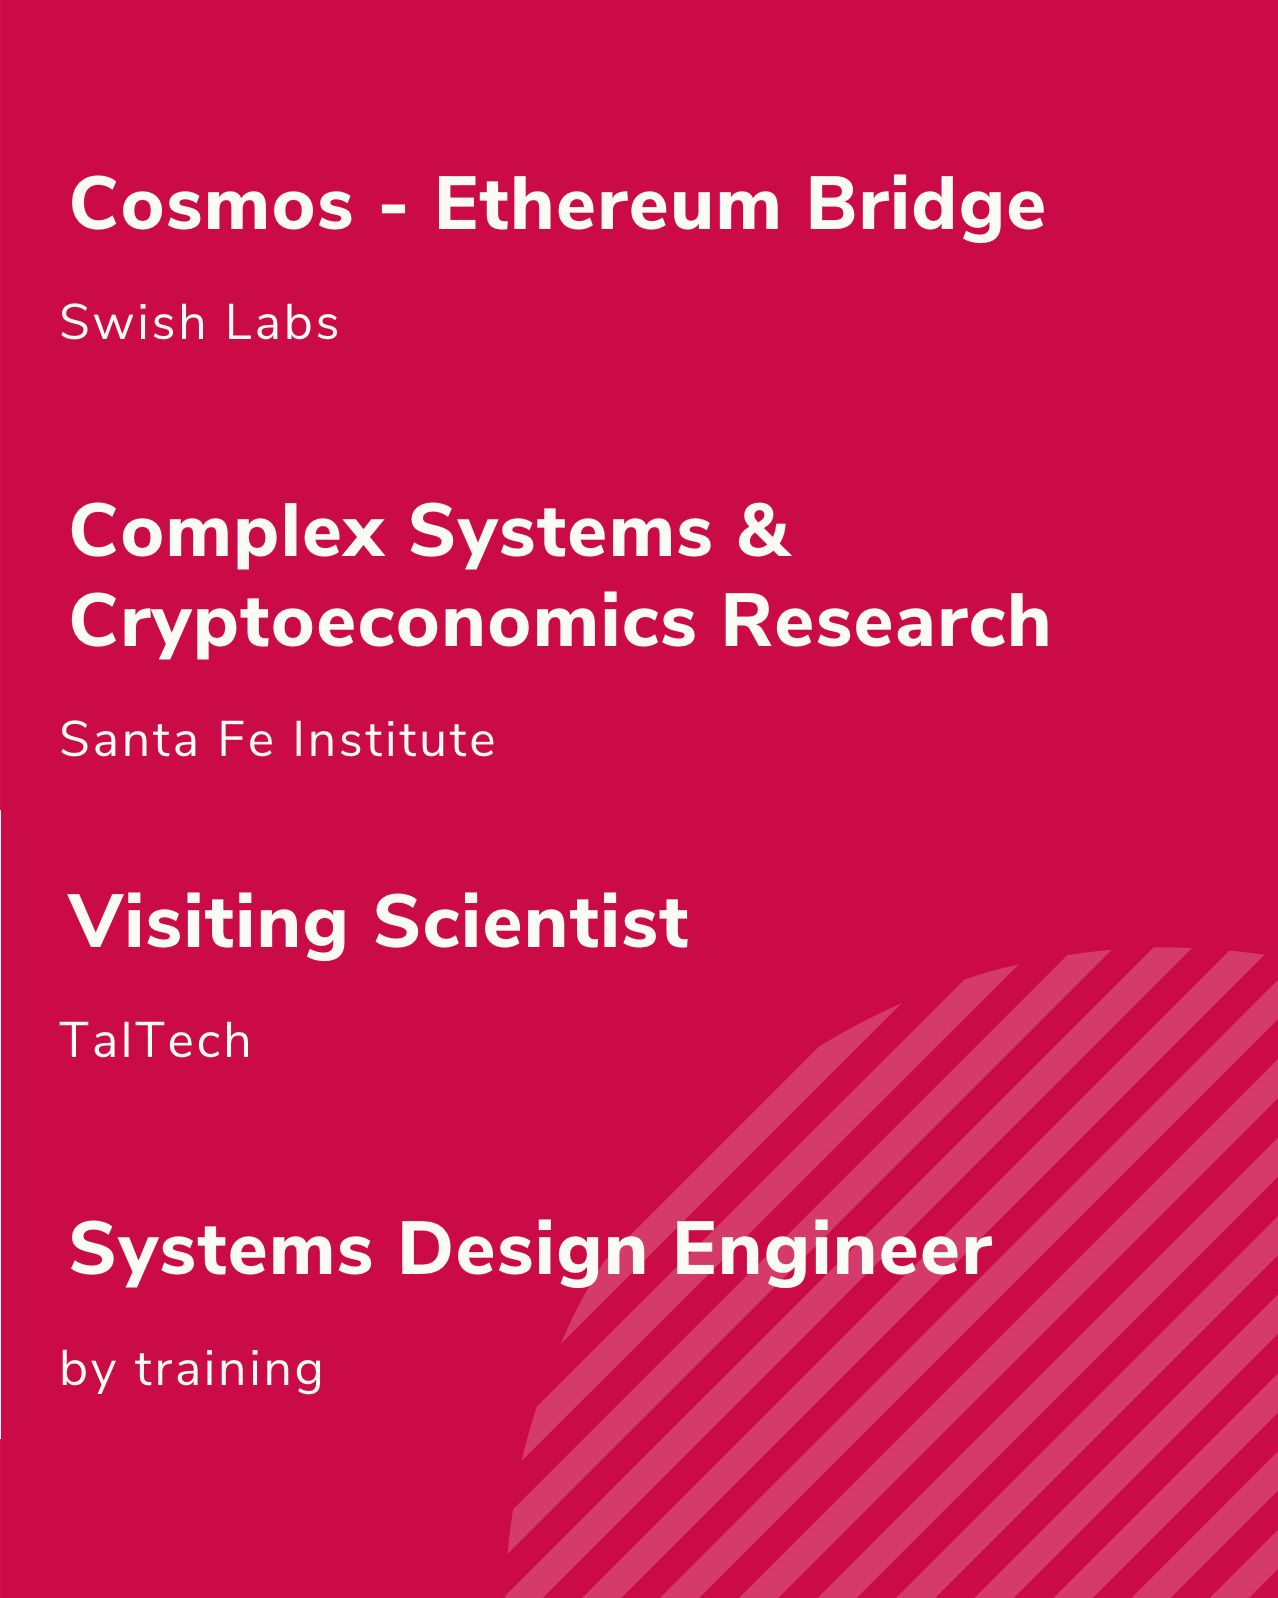 Cosmos - Ethereum Bridge
Swish Labs
Complex Systems &
Cryptoeconomics Research
Santa Fe Institute
Visiting Scientist
TalTech
Systems Design Engineer
by training